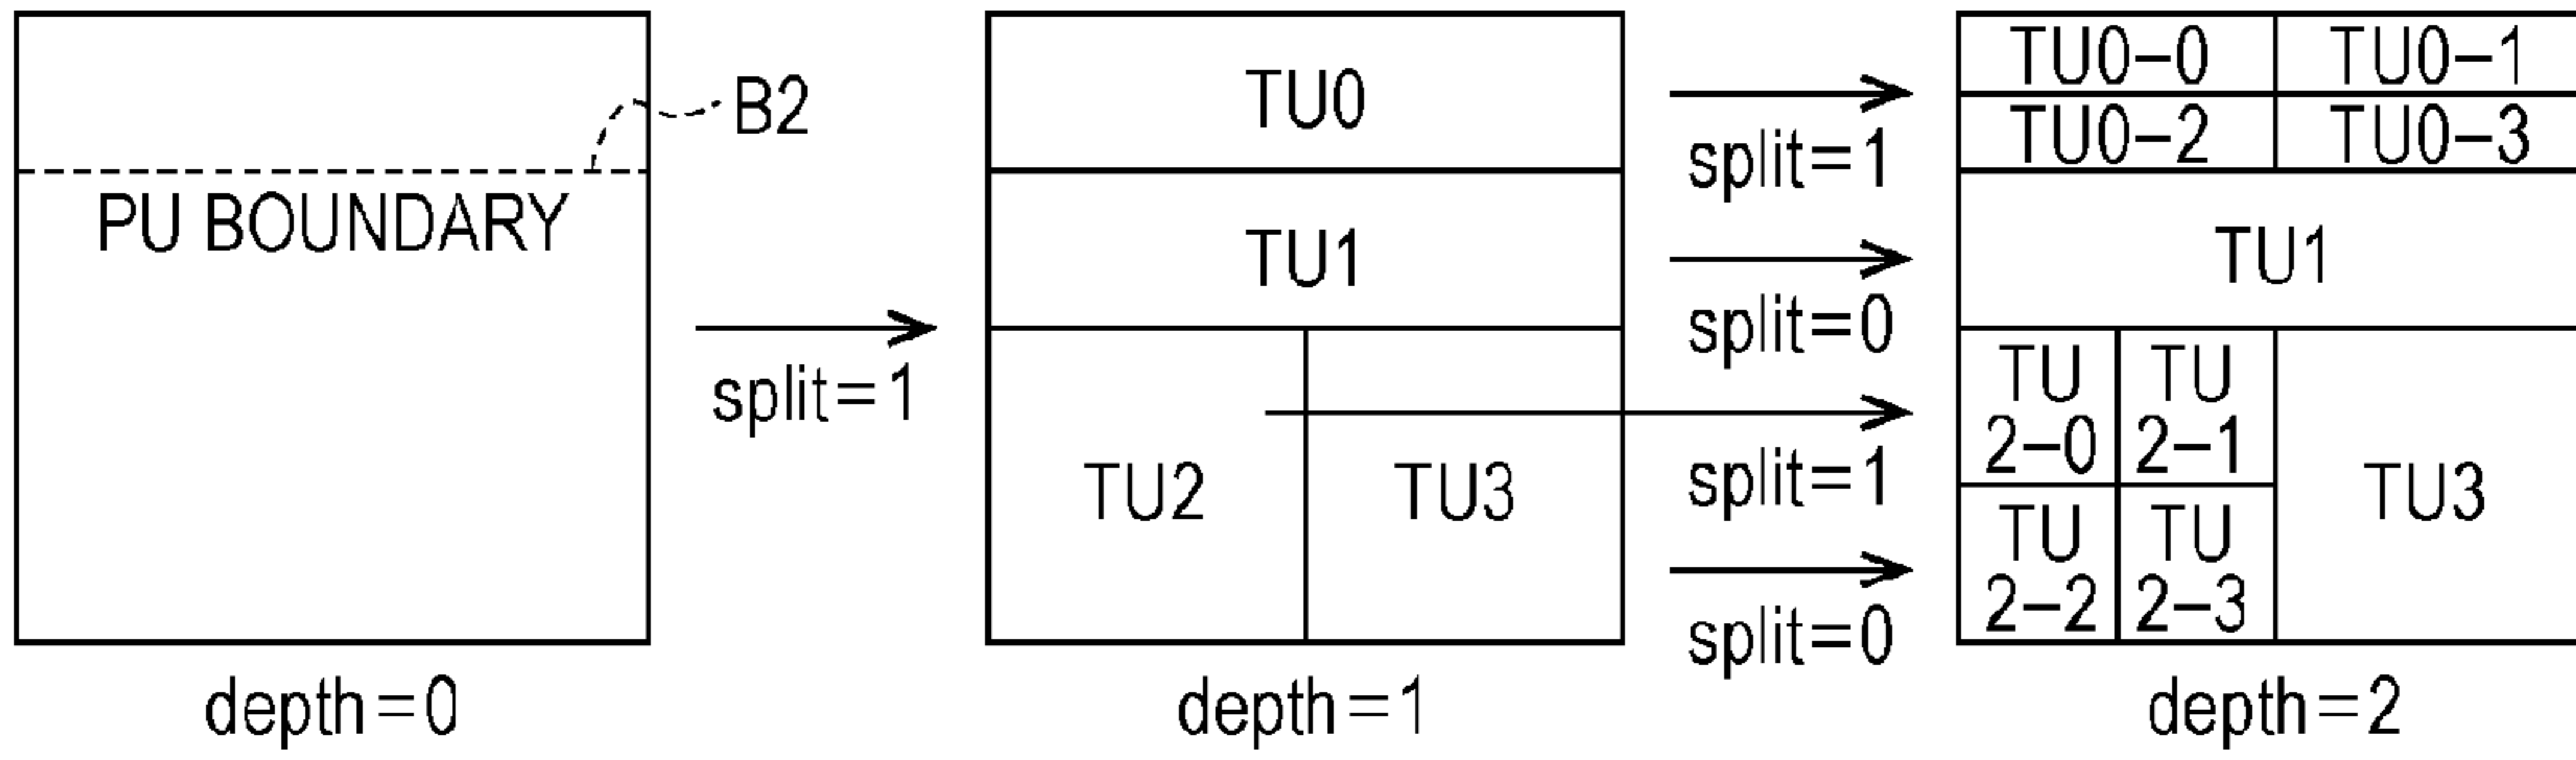 B2
PU BOUNDARY
split=1
depth=0
TU0
TU1
TU2 TU3
depth=1
split=1
split=0
split=1
split=0
TU0-0 TU0-1
TU0-2 TU0-3
TU1
TU TU
2-0 2-1
TU TU
2-2 2-3
TU3
depth=2